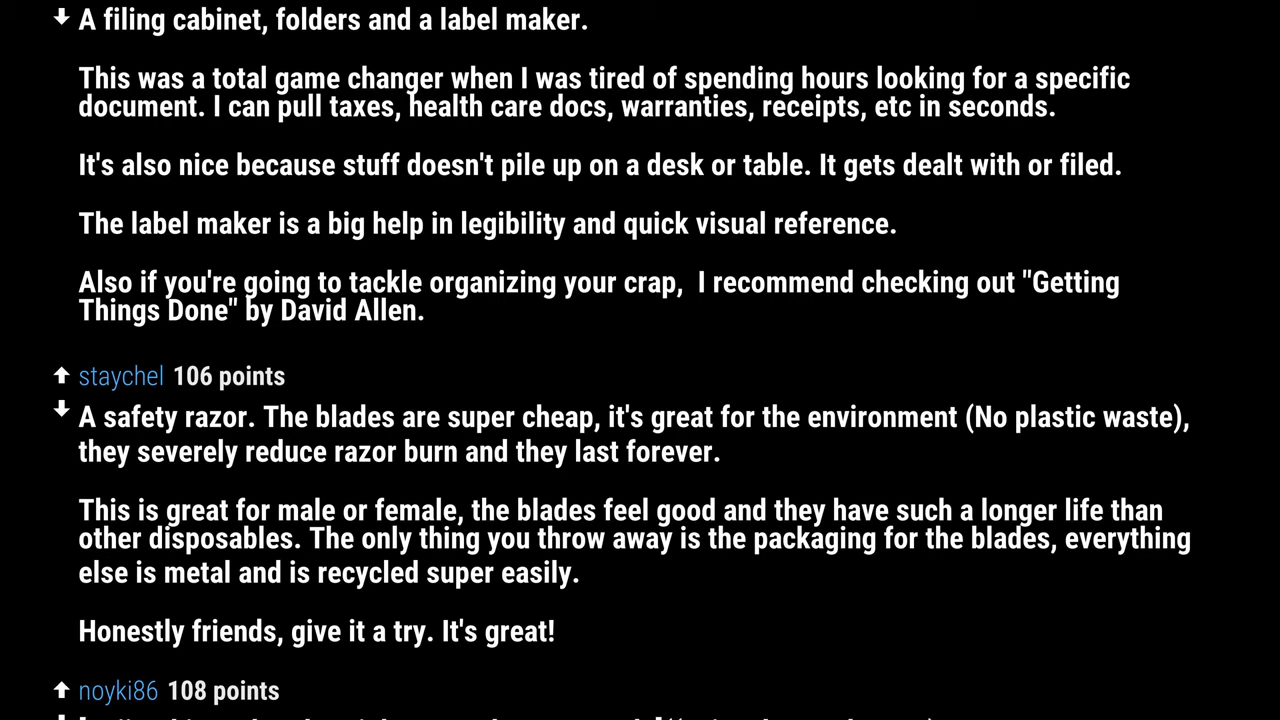 A filing cabinet, folders and a label maker.
This was a total game changer when I was tired of spending hours looking for a specific
document. I can pull taxes, health care docs, warranties, receipts, etc in seconds.
It's also nice because stuff doesn't pile up on a desk or table. It gets dealt with or filed.
The label maker is a big help in legibility and quick visual reference.
Also if you're going to tackle organizing your crap,  I recommend checking out "Getting
Things Done" by David Allen.
staychel 106 points
A safety razor. The blades are super cheap, it's great for the environment (No plastic waste),
they severely reduce razor burn and they last forever.
This is great for male or female, the blades feel good and they have such a longer life than
other disposables. The only thing you throw away is the packaging for the blades, everything
else is metal and is recycled super easily.
Honestly friends, give it a try. It's great!
noyki86 108 points